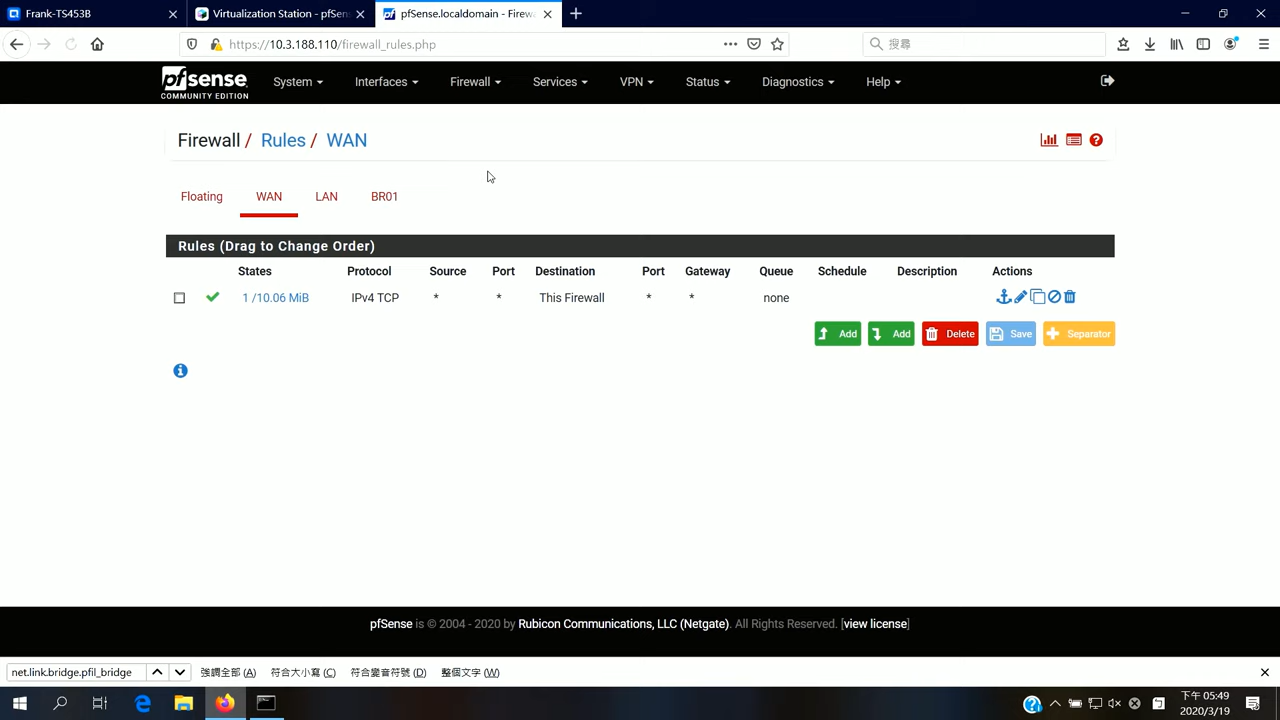 Frank-TS453B
Virtualization Station - pfSen
pfSense.localdomain - Firew
https://10.3.188.110/firewall_rules.php
搜尋
pfsense
COMMUNITY EDITION
System
Interfaces
Firewall
Services
VPN
Status
Diagnostics
Help
Firewall / Rules / WAN
Floating
WAN
LAN
BR01
Rules (Drag to Change Order)
States Protocol Source Port Destination Port Gateway Queue Schedule Description Actions
1 /10.06 MiB IPv4 TCP * * This Firewall * * none
Add
Add
Delete
Save
Separator
pfSense is © 2004 - 2020 by Rubicon Communications, LLC (Netgate). All Rights Reserved. [view license]
net.link.bridge.pfil_bridge
強調全部 (A)
符合大小寫 (C)
符合變音符號 (D)
整個文字 (W)
下午 05:49
2020/3/19